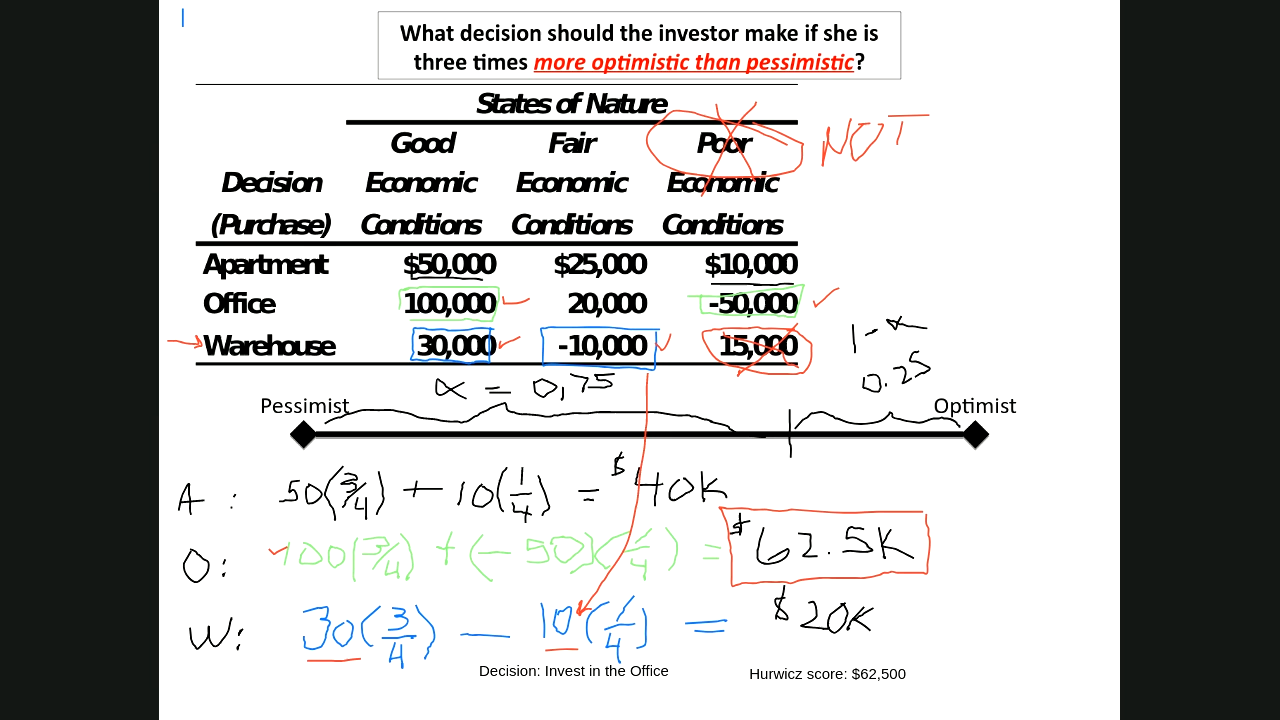 What decision should the investor make if she is
three times more optimistic than pessimistic?
States of Nature
Good Fair Poor
Decision Economic Economic Economic
(Purchase) Conditions Conditions Conditions
NOT
Apartment $50,000 $25,000 $10,000
Office 100,000 20,000 -50,000
Warehouse 30,000 -10,000 15,000
1-α
α = 0,75 0.25
Pessimist Optimist
A : 50(3/4) + 10(1/4) = $40K
O: 100(3/4) + (-50)(1/4) = $62.5K
W: 30(3/4) - 10(1/4) = $20K
Decision: Invest in the Office Hurwicz score: $62,500